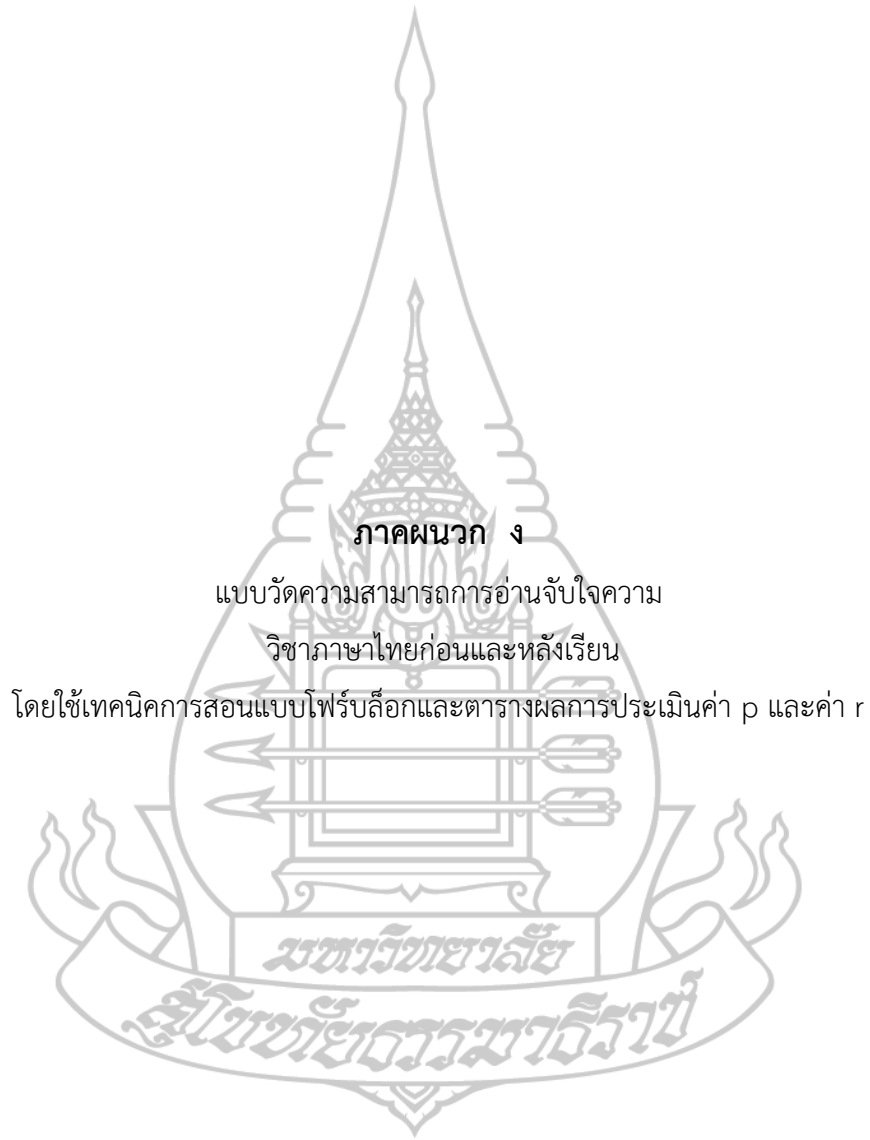 ภาคผนวก ง
แบบวัดความสามารถการอ่านจับใจความ
วิชาภาษาไทยก่อนและหลังเรียน
โดยใช้เทคนิคการสอนแบบโฟร์บล็อกและตารางผลการประเมินค่า p และค่า r
มหาวิทยาลัย
สุโขทัยธรรมาธิราช